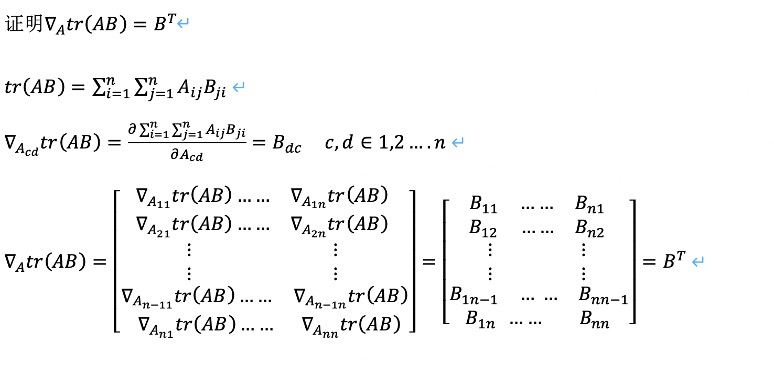 证明∇_A tr(AB) = B^T↵
tr(AB) = ∑_{i=1}^{n} ∑_{j=1}^{n} A_{ij}B_{ji} ↵
∇_{A_{cd}} tr(AB) = \frac{∂ ∑_{i=1}^{n} ∑_{j=1}^{n} A_{ij}B_{ji}}{∂A_{cd}} = B_{dc} c, d ∈ 1,2 … . n ↵
∇_A tr(AB) = [
∇_{A_{11}} tr(AB) … … ∇_{A_{1n}} tr(AB)
∇_{A_{21}} tr(AB) … … ∇_{A_{2n}} tr(AB)
⋮ ⋮
⋮ ⋮
∇_{A_{n-11}} tr(AB) … … ∇_{A_{n-1n}} tr(AB)
∇_{A_{n1}} tr(AB) … … ∇_{A_{nn}} tr(AB)
] = [
B_{11} … … B_{n1}
B_{12} … … B_{n2}
⋮ ⋮
⋮ ⋮
B_{1n-1} … … B_{nn-1}
B_{1n} … … B_{nn}
] = B^T ↵